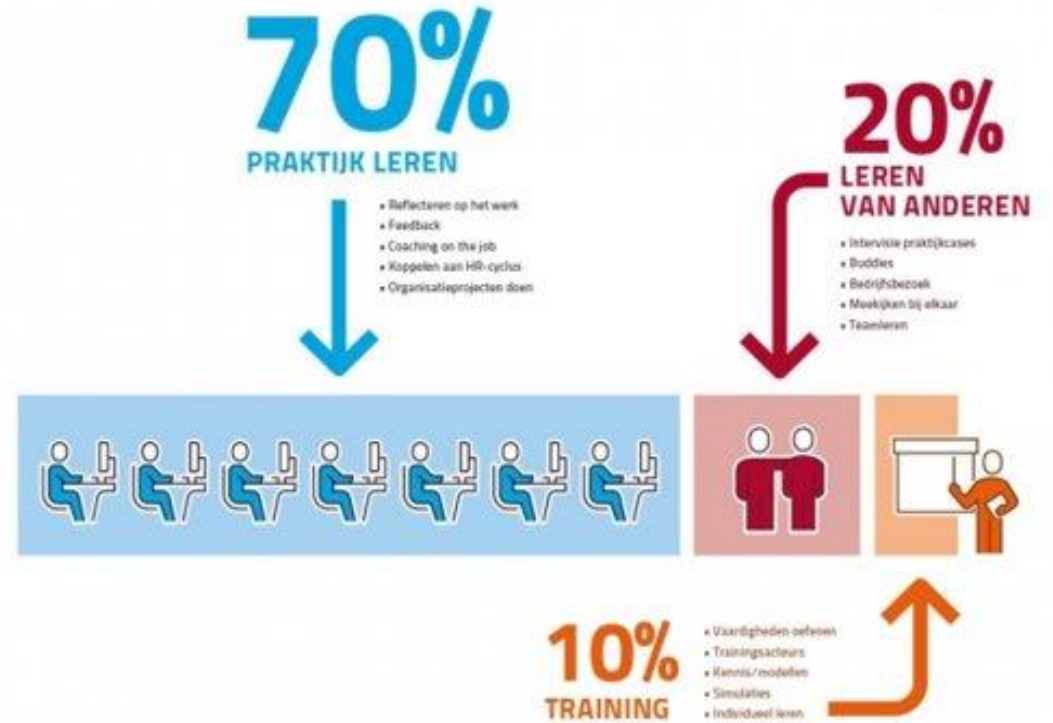 70%
PRAKTIJK LEREN
• Reflecteren op het werk
• Feedback
• Coaching on the job
• Koppelen aan HR-cyclus
• Organisatieprojecten doen
20%
LEREN
VAN ANDEREN
• Intervisie praktijkcases
• Buddies
• Bedrijfsbezoek
• Meekijken bij elkaar
• Teamleren
10%
TRAINING
• Vaardigheden oefenen
• Trainingsacteurs
• Kennis/modellen
• Simulaties
• Individueel leren